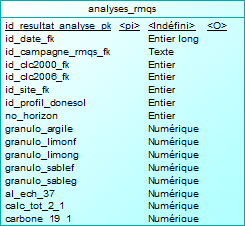 analyses_rmqs
id_resultat_analyse_pk <pi> <Indéfini> <O>
id_date_fk Entier long
id_campagne_rmqs_fk Texte
id_clc2000_fk Entier
id_clc2006_fk Entier
id_site_fk Entier
id_profil_donesol Entier
no_horizon Entier
granulo_argile Numérique
granulo_limonf Numérique
granulo_limong Numérique
granulo_sablef Numérique
granulo_sableg Numérique
al_ech_37 Numérique
calc_tot_2_1 Numérique
carbone_19_1 Numérique